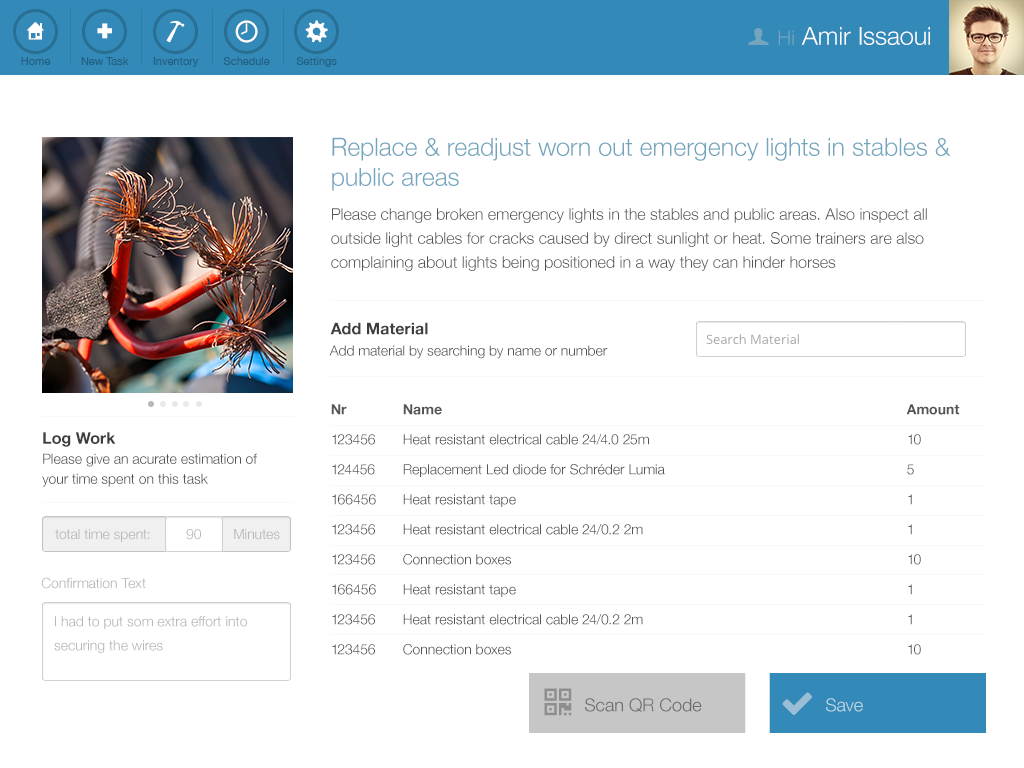 Home
New Task
Inventory
Schedule
Settings
Hi Amir Issaoui
Replace & readjust worn out emergency lights in stables &
public areas
Please change broken emergency lights in the stables and public areas. Also inspect all
outside light cables for cracks caused by direct sunlight or heat. Some trainers are also
complaining about lights being positioned in a way they can hinder horses
Add Material
Add material by searching by name or number
Search Material
Nr Name Amount
123456 Heat resistant electrical cable 24/4.0 25m 10
124456 Replacement Led diode for Schréder Lumia 5
166456 Heat resistant tape 1
123456 Heat resistant electrical cable 24/0.2 2m 1
123456 Connection boxes 10
166456 Heat resistant tape 1
123456 Heat resistant electrical cable 24/0.2 2m 1
123456 Connection boxes 10
Log Work
Please give an acurate estimation of
your time spent on this task
total time spent: 90 Minutes
Confirmation Text
I had to put som extra effort into
securing the wires
Scan QR Code
Save